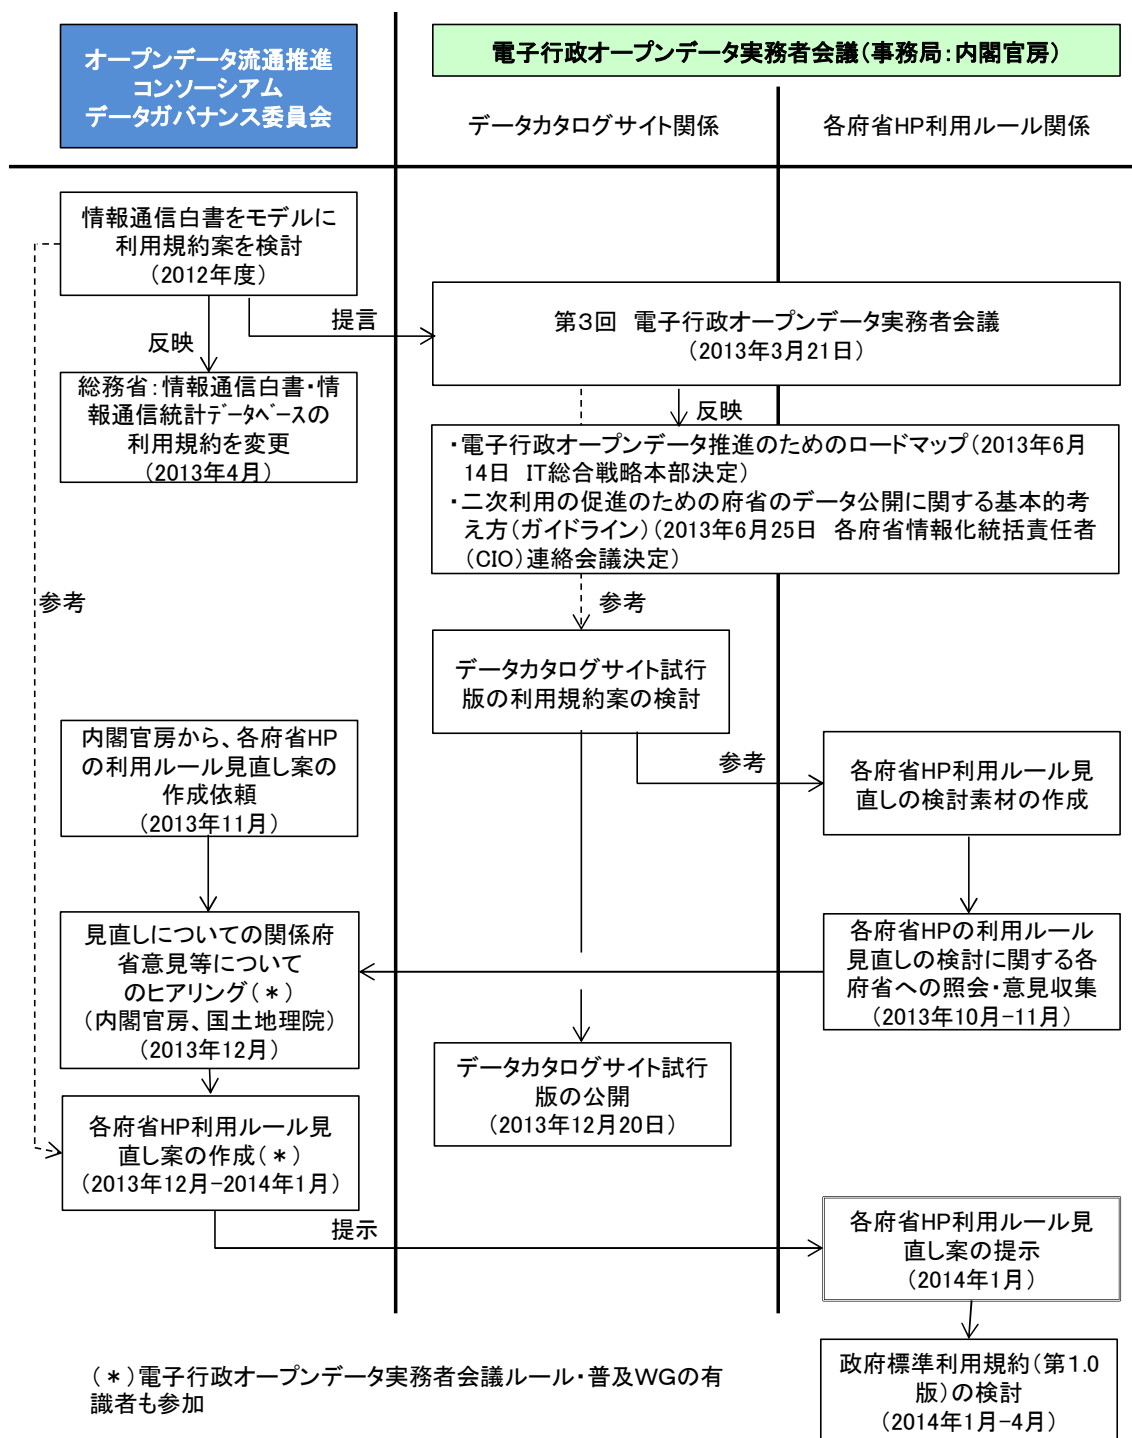 オープンデータ流通推進
コンソーシアム
データガバナンス委員会
電子行政オープンデータ実務者会議(事務局:内閣官房)
データカタログサイト関係
各府省HP利用ルール関係
情報通信白書をモデルに
利用規約案を検討
(2012年度)
提言
第3回 電子行政オープンデータ実務者会議
(2013年3月21日)
反映
総務省:情報通信白書・情
報通信統計ﾃﾞｰﾀﾍﾞｰｽの
利用規約を変更
(2013年4月)
反映
・電子行政オープンデータ推進のためのロードマップ(2013年6月
14日 IT総合戦略本部決定)
・二次利用の促進のための府省のデータ公開に関する基本的考
え方(ガイドライン)(2013年6月25日 各府省情報化統括責任者
(CIO)連絡会議決定)
参考
参考
データカタログサイト試行
版の利用規約案の検討
内閣官房から、各府省HP
の利用ルール見直し案の
作成依頼
(2013年11月)
参考
各府省HP利用ルール見
直しの検討素材の作成
見直しについての関係府
省意見等について
のヒアリング(＊)
(内閣官房、国土地理院)
(2013年12月)
各府省HPの利用ルール
見直しの検討に関する各
府省への照会・意見収集
(2013年10月-11月)
データカタログサイト試行
版の公開
(2013年12月20日)
各府省HP利用ルール見
直し案の作成(＊)
(2013年12月-2014年1月)
提示
各府省HP利用ルール見
直し案の提示
(2014年1月)
(＊)電子行政オープンデータ実務者会議ルール・普及WGの有
識者も参加
政府標準利用規約(第1.0
版)の検討
(2014年1月-4月)